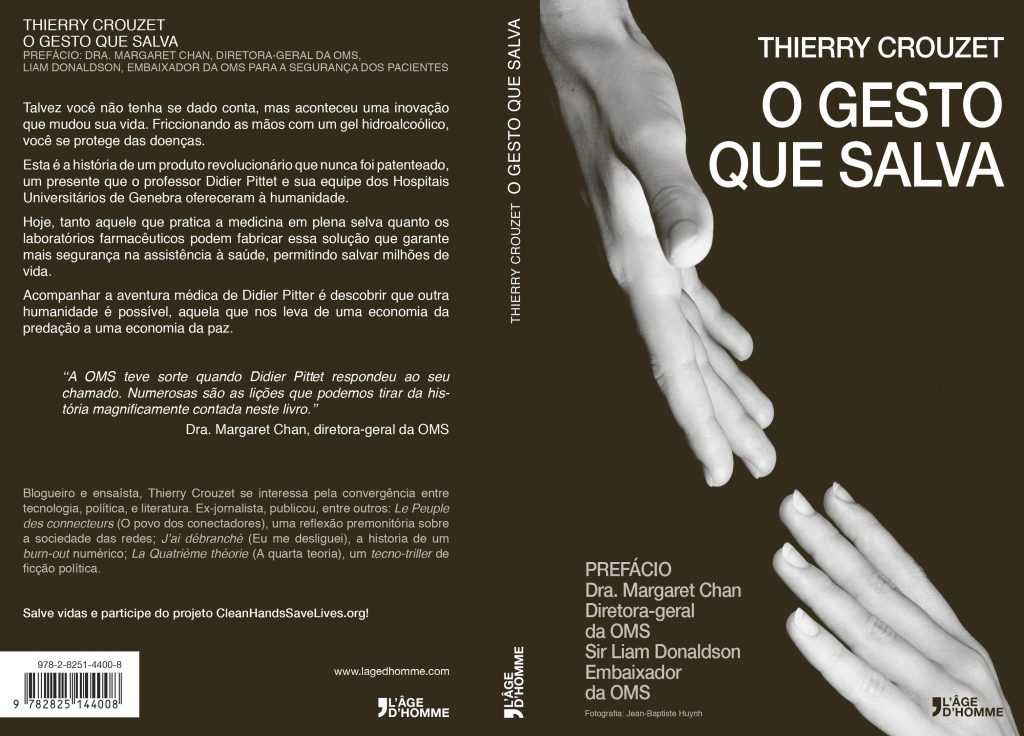 THIERRY CROUZET
O GESTO QUE SALVA
PREFÁCIO: DRA. MARGARET CHAN, DIRETORA-GERAL DA OMS,
LIAM DONALDSON, EMBAIXADOR DA OMS PARA A SEGURANÇA DOS PACIENTES
Talvez você não tenha se dado conta, mas aconteceu uma inovação
que mudou sua vida. Friccionando as mãos com um gel hidroalcoólico,
você se protege das doenças.
Esta é a história de um produto revolucionário que nunca foi patenteado,
um presente que o professor Didier Pittet e sua equipe dos Hospitais
Universitários de Genebra ofereceram à humanidade.
Hoje, tanto aquele que pratica a medicina em plena selva quanto os
laboratórios farmacêuticos podem fabricar essa solução que garante
mais segurança na assistência à saúde, permitindo salvar milhões de
vida.
Acompanhar a aventura médica de Didier Pitter é descobrir que outra
humanidade é possível, aquela que nos leva de uma economia da
predação a uma economia da paz.
“A OMS teve sorte quando Didier Pittet respondeu ao seu
chamado. Numerosas são as lições que podemos tirar da his-
tória magnificamente contada neste livro.”
Dra. Margaret Chan, diretora-geral da OMS
Blogueiro e ensaísta, Thierry Crouzet se interessa pela convergência entre
tecnologia, política, e literatura. Ex-jornalista, publicou, entre outros: Le Peuple
des connecteurs (O povo dos conectadores), uma reflexão premonitória sobre
a sociedade das redes; J’ai débranché (Eu me desliguei), a historia de um
burn-out numérico; La Quatrième théorie (A quarta teoria), um tecno-triller de
ficção política.
Salve vidas e participe do projeto CleanHandsSaveLives.org!
978-2-8251-4400-8
9 782825 144008
www.lagedhomme.com
L’ÂGE
D’HOMME
THIERRY CROUZET O GESTO QUE SALVA
L’ÂGE
D’HOMME
THIERRY CROUZET
O GESTO
QUE SALVA
PREFÁCIO
Dra. Margaret Chan
Diretora-geral
da OMS
Sir Liam Donaldson
Embaixador
da OMS
Fotografia: Jean-Baptiste Huynh
L’ÂGE
D’HOMME